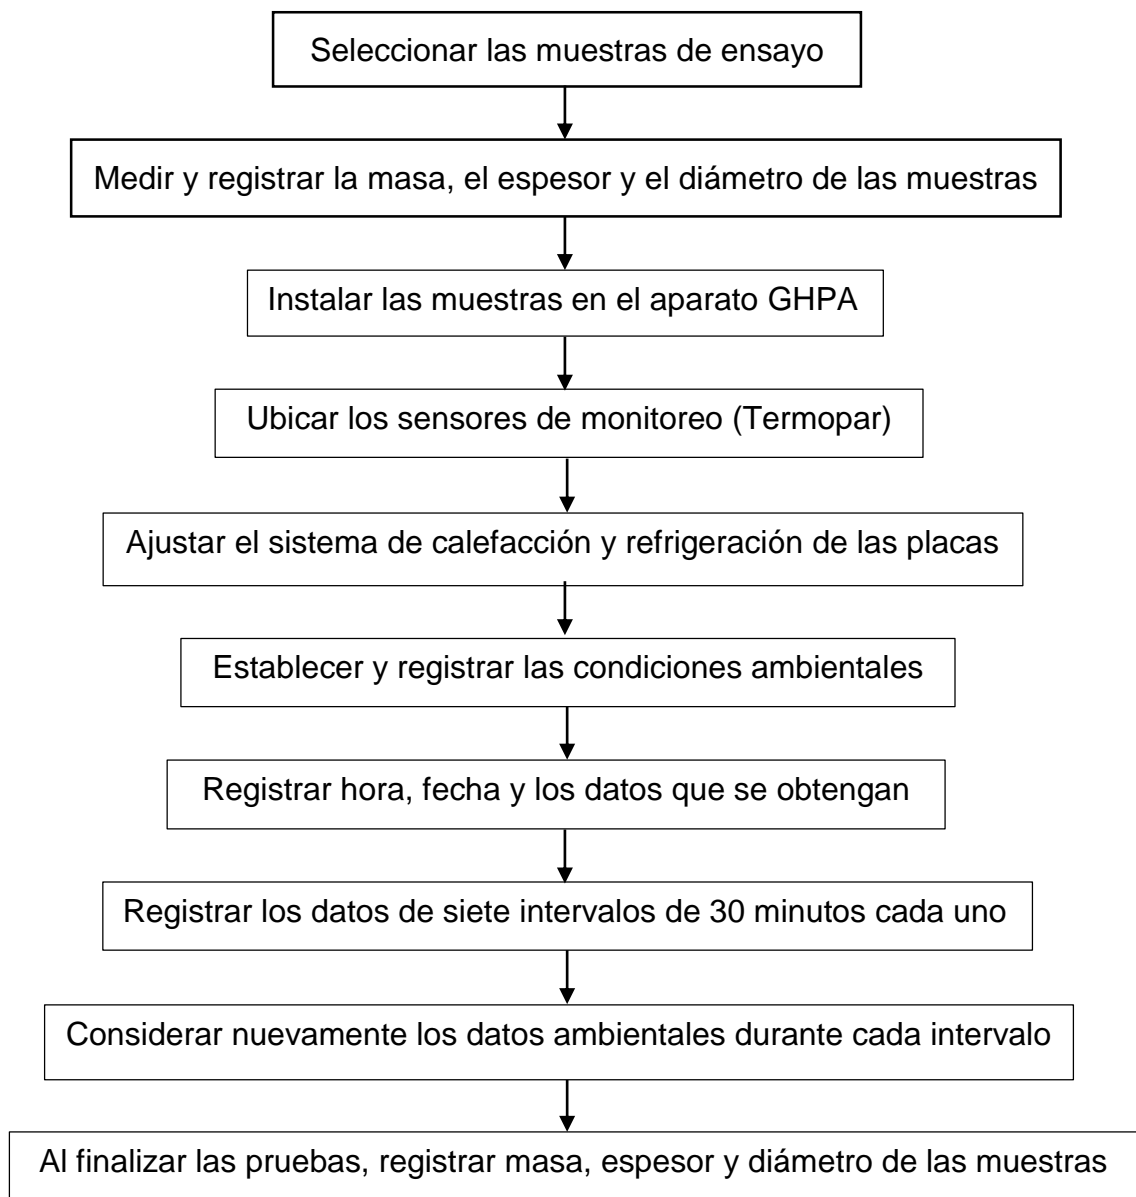 Seleccionar las muestras de ensayo
Medir y registrar la masa, el espesor y el diámetro de las muestras
Instalar las muestras en el aparato GHPA
Ubicar los sensores de monitoreo (Termopar)
Ajustar el sistema de calefacción y refrigeración de las placas
Establecer y registrar las condiciones ambientales
Registrar hora, fecha y los datos que se obtengan
Registrar los datos de siete intervalos de 30 minutos cada uno
Considerar nuevamente los datos ambientales durante cada intervalo
Al finalizar las pruebas, registrar masa, espesor y diámetro de las muestras